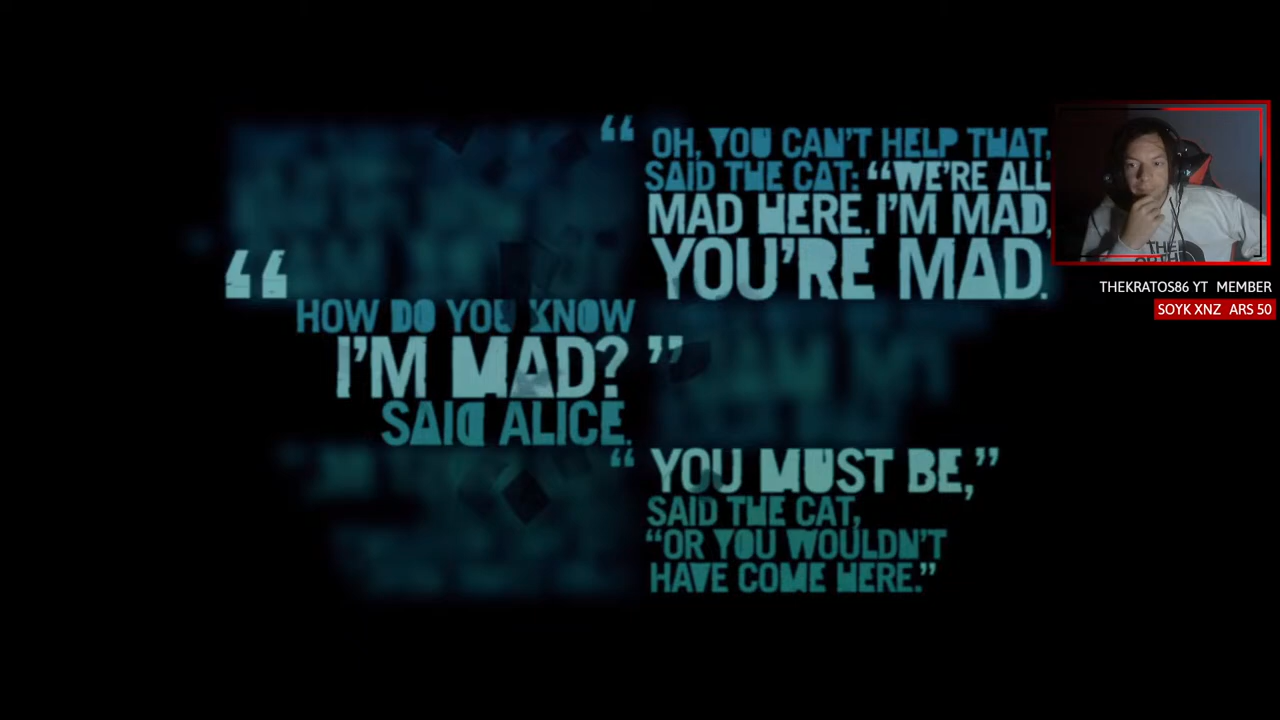 “ OH, YOU CAN’T HELP THAT,
SAID THE CAT: “WE’RE ALL
MAD HERE. I’M MAD,
YOU’RE MAD.
“
HOW DO YOU KNOW
I’M MAD? ”
SAID ALICE.
“ YOU MUST BE,”
SAID THE CAT,
“OR YOU WOULDN’T
HAVE COME HERE.”
THE
THEKRATOS86 YT MEMBER
SOYK XNZ ARS 50